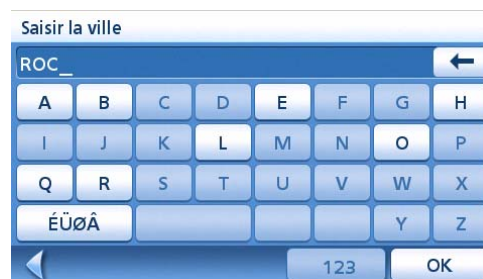 Saisir la ville
ROC_
A B C D E F G H
I J K L M N O P
Q R S T U V W X
ÉÜØÂ Y Z
123 OK